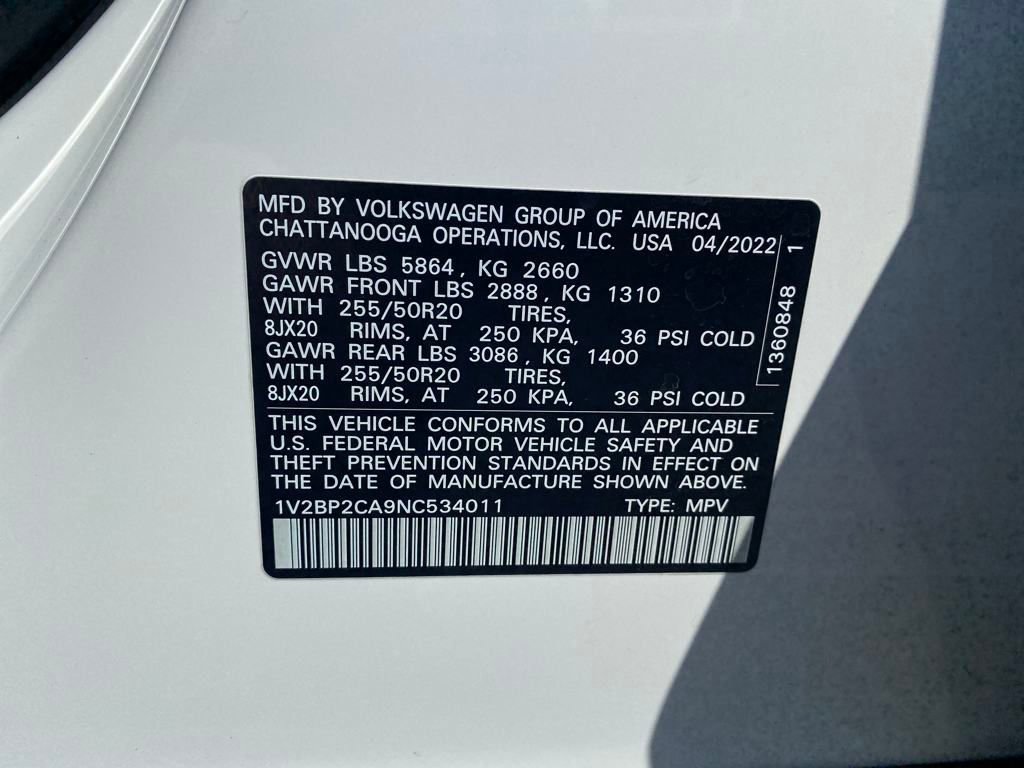 MFD BY VOLKSWAGEN GROUP OF AMERICA
CHATTANOOGA OPERATIONS, LLC. USA 04/2022
GVWR LBS 5864, KG 2660
GAWR FRONT LBS 2888, KG 1310
WITH 255/50R20 TIRES,
8JX20 RIMS, AT 250 KPA, 36 PSI COLD
GAWR REAR LBS 3086, KG 1400
WITH 255/50R20 TIRES,
8JX20 RIMS, AT 250 KPA, 36 PSI COLD
THIS VEHICLE CONFORMS TO ALL APPLICABLE
U.S. FEDERAL MOTOR VEHICLE SAFETY AND
THEFT PREVENTION STANDARDS IN EFFECT ON
THE DATE OF MANUFACTURE SHOWN ABOVE.
1V2BP2CA9NC534011 TYPE: MPV
1360848 1